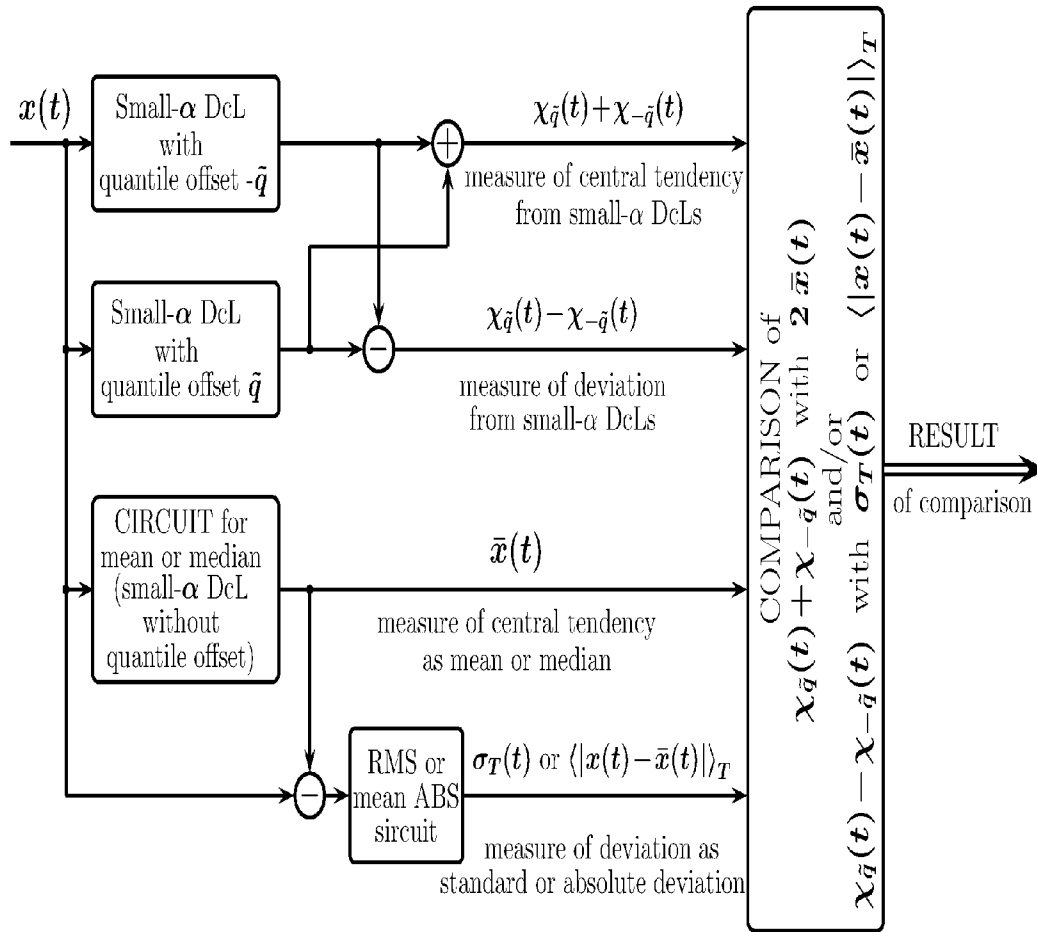 x(t)
Small-α DcL
with
quantile offset -q̃
+
χ_q̃(t)+χ_-q̃(t)
measure of central tendency
from small-α DcLs
Small-α DcL
with
quantile offset q̃
−
χ_q̃(t)−χ_-q̃(t)
measure of deviation
from small-α DcLs
CIRCUIT for
mean or median
(small-α DcL
without
quantile offset)
x̄(t)
measure of central tendency
as mean or median
−
RMS or
mean ABS
sircuit
σ_T(t) or ⟨|x(t)−x̄(t)|⟩_T
measure of deviation as
standard or absolute deviation
COMPARISON of
χ_q̃(t)+χ_-q̃(t) with 2 x̄(t)
and/or
χ_q̃(t)−χ_-q̃(t) with σ_T(t) or ⟨|x(t)−x̄(t)|⟩_T
RESULT
of comparison